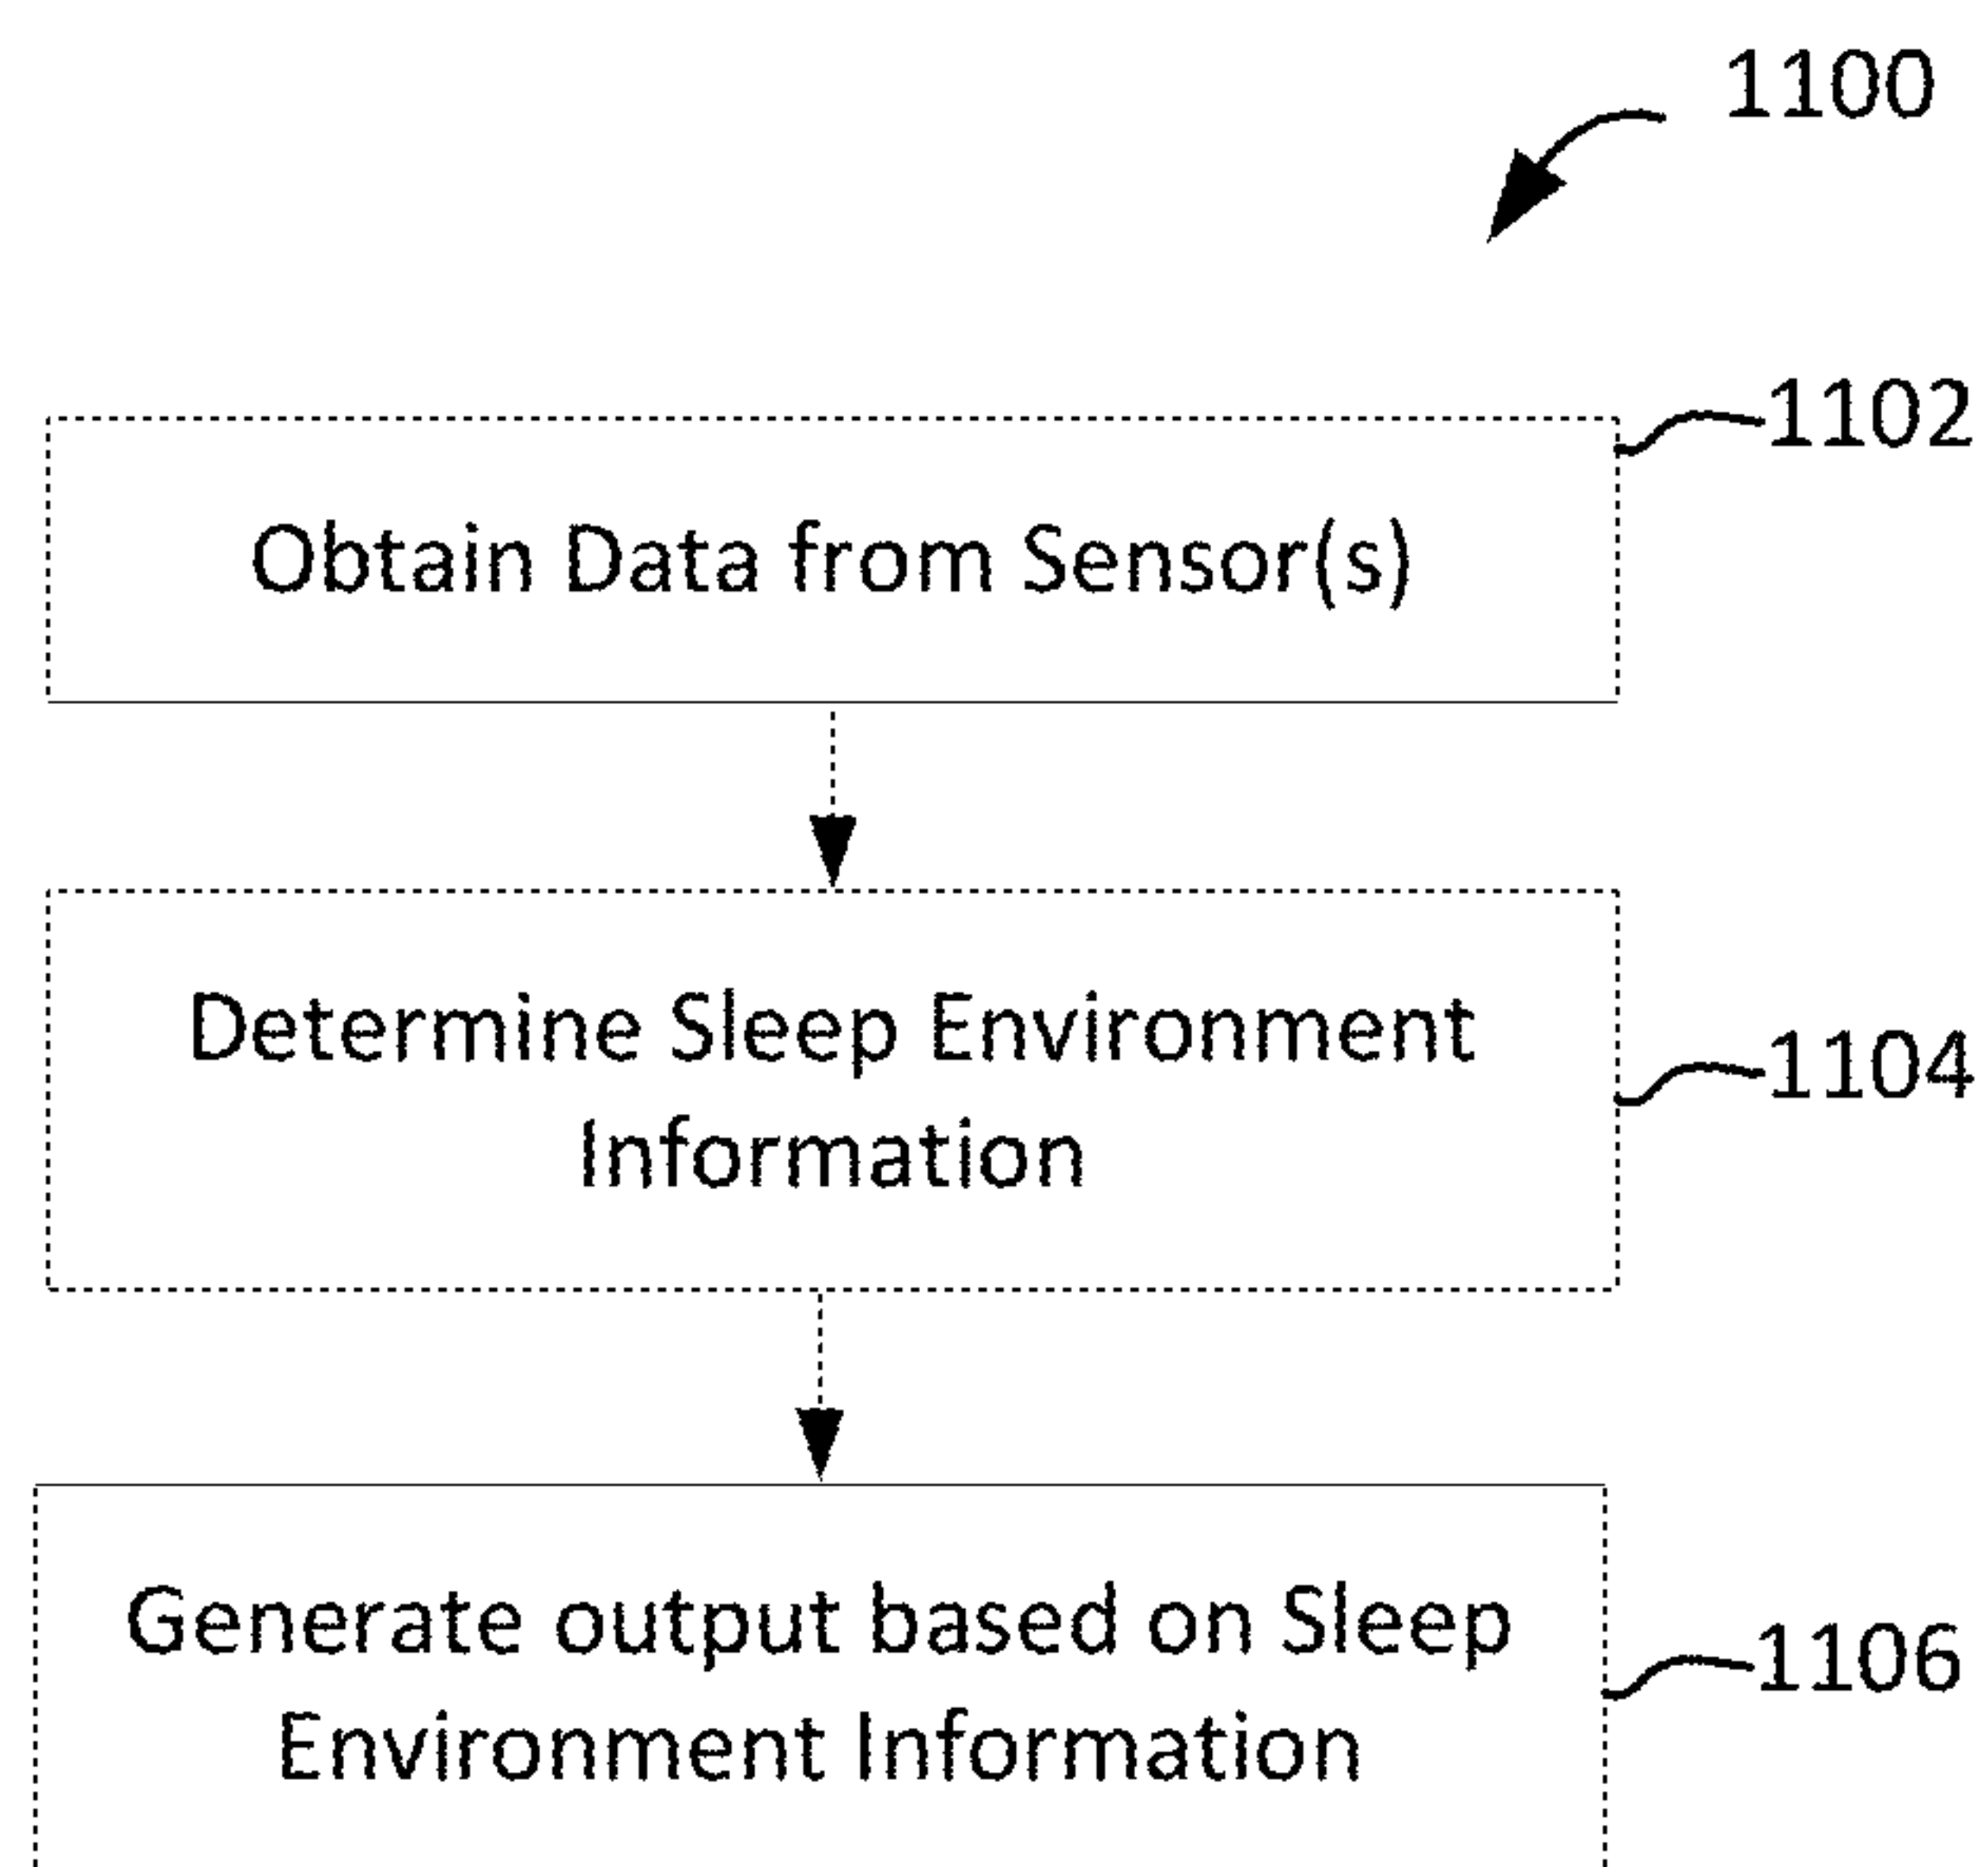 1100
1102
Obtain Data from Sensor(s)
Determine Sleep Environment
Information
1104
Generate output based on Sleep
Environment Information
1106